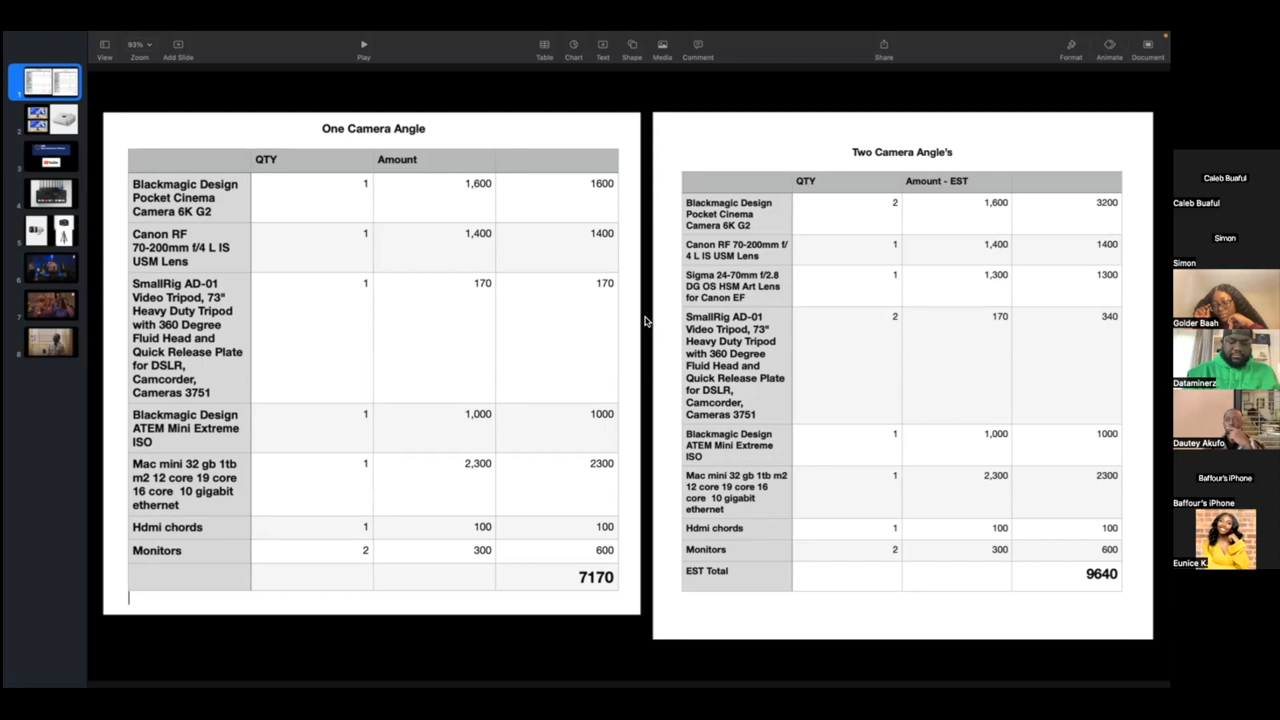 93%
View
Zoom
Add Slide
Play
Table
Chart
Text
Shape
Media
Comment
Share
Format
Animate
Document
1
2
3
4
5
6
7
8
One Camera Angle
QTY Amount
Blackmagic Design 1 1,600 1600
Pocket Cinema
Camera 6K G2
Canon RF 1 1,400 1400
70-200mm f/4 L IS
USM Lens
SmallRig AD-01 1 170 170
Video Tripod, 73"
Heavy Duty Tripod
with 360 Degree
Fluid Head and
Quick Release Plate
for DSLR,
Camcorder,
Cameras 3751
Blackmagic Design 1 1,000 1000
ATEM Mini Extreme
ISO
Mac mini 32 gb 1tb 1 2,300 2300
m2 12 core 19 core
16 core 10 gigabit
ethernet
Hdmi chords 1 100 100
Monitors 2 300 600
7170
Two Camera Angle's
QTY Amount - EST
Blackmagic Design 2 1,600 3200
Pocket Cinema
Camera 6K G2
Canon RF 70-200mm f/ 1 1,400 1400
4 L IS USM Lens
Sigma 24-70mm f/2.8 1 1,300 1300
DG OS HSM Art Lens
for Canon EF
SmallRig AD-01 2 170 340
Video Tripod, 73"
Heavy Duty Tripod
with 360 Degree
Fluid Head and
Quick Release Plate
for DSLR,
Camcorder,
Cameras 3751
Blackmagic Design 1 1,000 1000
ATEM Mini Extreme
ISO
Mac mini 32 gb 1tb m2 1 2,300 2300
12 core 19 core 16
core 10 gigabit
ethernet
Hdmi chords 1 100 100
Monitors 2 300 600
EST Total 9640
Caleb Buaful
Caleb Buaful
Simon
Simon
Golder Baah
Dataminerz
Dautey Akufo
Baffour's iPhone
Baffour's iPhone
Eunice K.